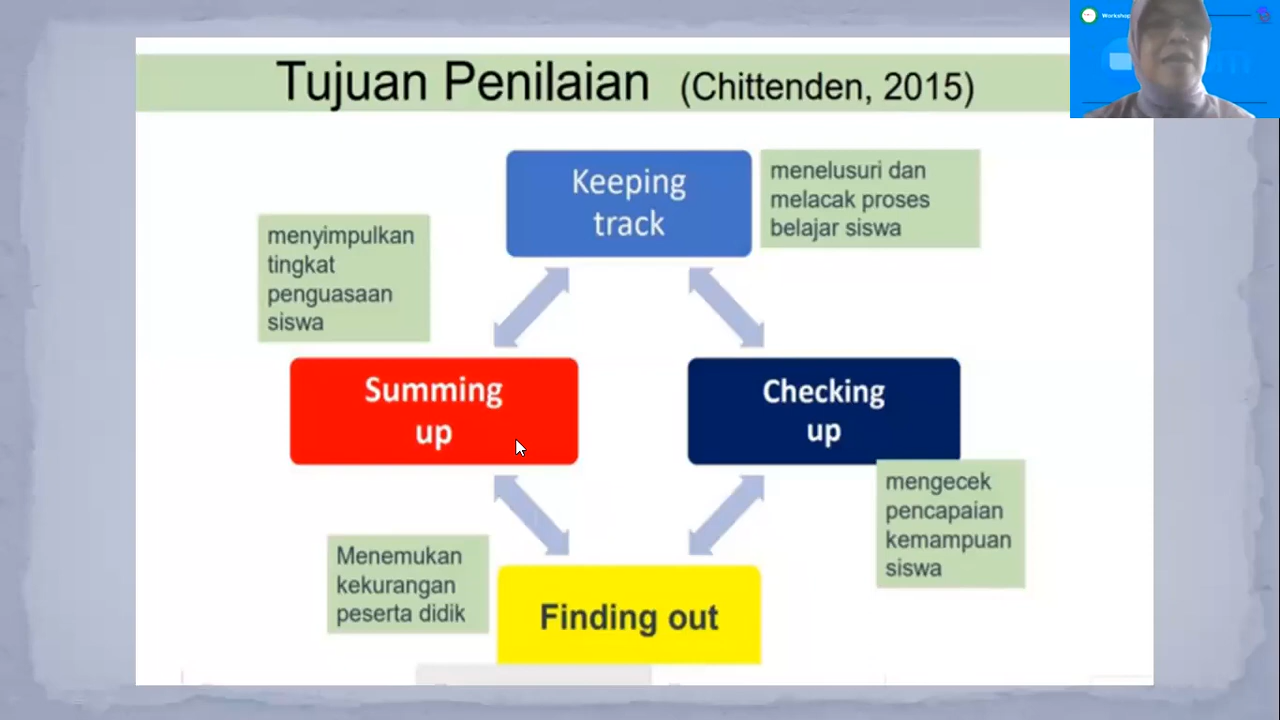 Workshop
Tujuan Penilaian (Chittenden, 2015)
Keeping
track
menelusuri dan
melacak proses
belajar siswa
menyimpulkan
tingkat
penguasaan
siswa
Summing
up
Checking
up
mengecek
pencapaian
kemampuan
siswa
Menemukan
kekurangan
peserta didik
Finding out